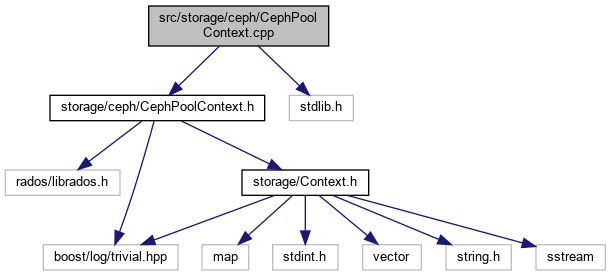 src/storage/ceph/CephPool
Context.cpp
storage/ceph/CephPoolContext.h
stdlib.h
rados/librados.h
storage/Context.h
boost/log/trivial.hpp
map
stdint.h
vector
string.h
sstream